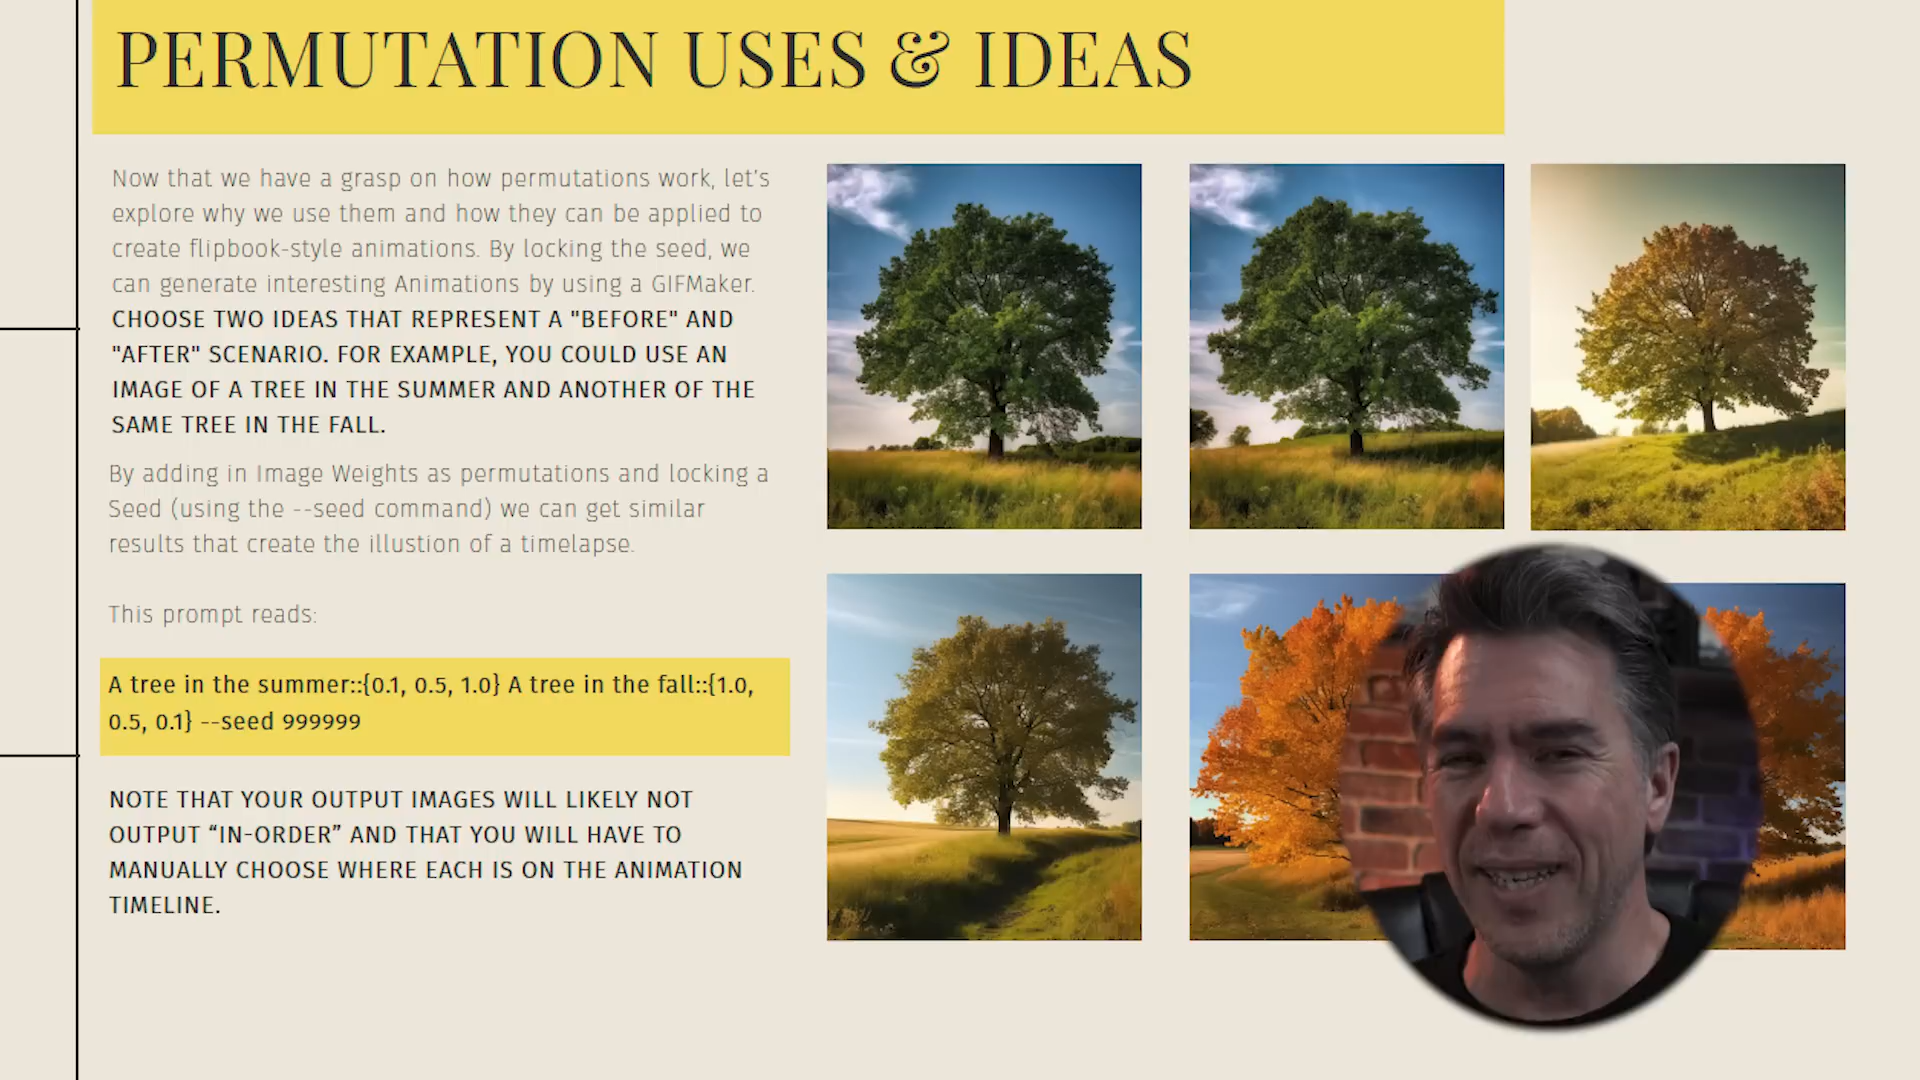 PERMUTATION USES & IDEAS
Now that we have a grasp on how permutations work, let's
explore why we use them and how they can be applied to
create flipbook-style animations. By locking the seed, we
can generate interesting Animations by using a GIFMaker.
CHOOSE TWO IDEAS THAT REPRESENT A "BEFORE" AND
"AFTER" SCENARIO. FOR EXAMPLE, YOU COULD USE AN
IMAGE OF A TREE IN THE SUMMER AND ANOTHER OF THE
SAME TREE IN THE FALL.
By adding in Image Weights as permutations and locking a
Seed (using the --seed command) we can get similar
results that create the illusion of a timelapse.
This prompt reads:
A tree in the summer::{0.1, 0.5, 1.0} A tree in the fall::{1.0,
0.5, 0.1} --seed 999999
NOTE THAT YOUR OUTPUT IMAGES WILL LIKELY NOT
OUTPUT “IN-ORDER” AND THAT YOU WILL HAVE TO
MANUALLY CHOOSE WHERE EACH IS ON THE ANIMATION
TIMELINE.